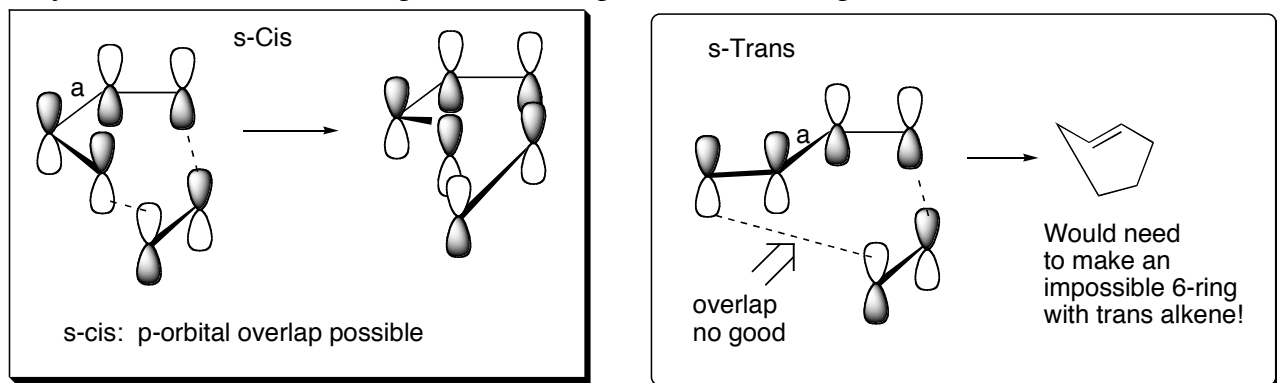 s-Cis
a
s-cis: p-orbital overlap possible
s-Trans
a
overlap
no good
Would need
to make an
impossible 6-ring
with trans alkene!